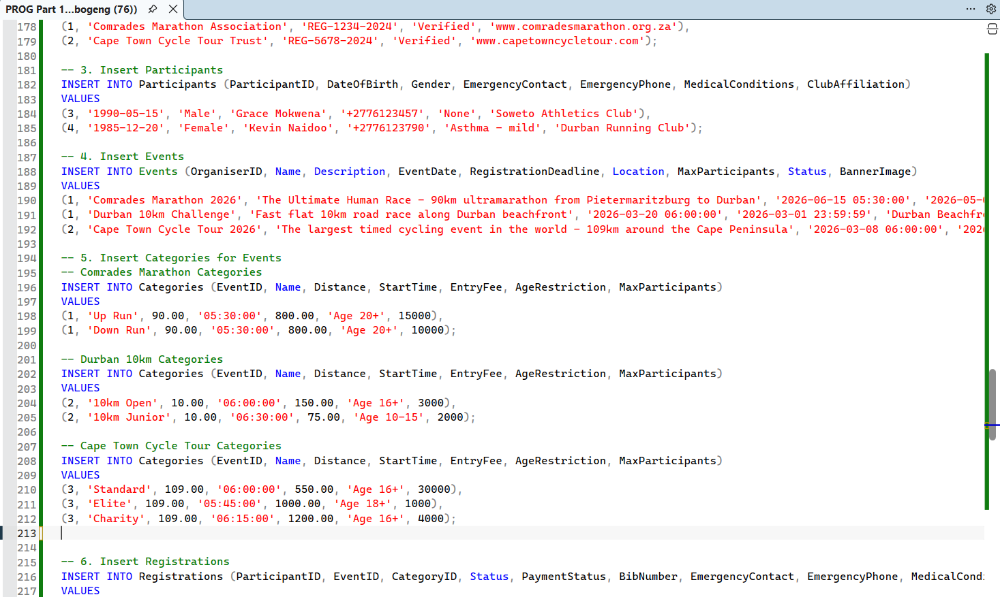 PROG Part 1...bogeng (76))
178 (1, 'Comrades Marathon Association', 'REG-1234-2024', 'Verified', 'www.comradesmarathon.org.za'),
179 (2, 'Cape Town Cycle Tour Trust', 'REG-5678-2024', 'Verified', 'www.capetowncycletour.com');
180
181 -- 3. Insert Participants
182 INSERT INTO Participants (ParticipantID, DateOfBirth, Gender, EmergencyContact, EmergencyPhone, MedicalConditions, ClubAffiliation)
183 VALUES
184 (3, '1990-05-15', 'Male', 'Grace Mokwena', '+2776123457', 'None', 'Soweto Athletics Club'),
185 (4, '1985-12-20', 'Female', 'Kevin Naidoo', '+2776123790', 'Asthma - mild', 'Durban Running Club');
186
187 -- 4. Insert Events
188 INSERT INTO Events (OrganiserID, Name, Description, EventDate, RegistrationDeadline, Location, MaxParticipants, Status, BannerImage)
189 VALUES
190 (1, 'Comrades Marathon 2026', 'The Ultimate Human Race - 90km ultramarathon from Pietermaritzburg to Durban', '2026-06-15 05:30:00', '2026-05-0
191 (1, 'Durban 10km Challenge', 'Fast flat 10km road race along Durban beachfront', '2026-03-20 06:00:00', '2026-03-01 23:59:59', 'Durban Beachfr
192 (2, 'Cape Town Cycle Tour 2026', 'The largest timed cycling event in the world - 109km around the Cape Peninsula', '2026-03-08 06:00:00', '202
193
194 -- 5. Insert Categories for Events
195 -- Comrades Marathon Categories
196 INSERT INTO Categories (EventID, Name, Distance, StartTime, EntryFee, AgeRestriction, MaxParticipants)
197 VALUES
198 (1, 'Up Run', 90.00, '05:30:00', 800.00, 'Age 20+', 15000),
199 (1, 'Down Run', 90.00, '05:30:00', 800.00, 'Age 20+', 10000);
200
201 -- Durban 10km Categories
202 INSERT INTO Categories (EventID, Name, Distance, StartTime, EntryFee, AgeRestriction, MaxParticipants)
203 VALUES
204 (2, '10km Open', 10.00, '06:00:00', 150.00, 'Age 16+', 3000),
205 (2, '10km Junior', 10.00, '06:30:00', 75.00, 'Age 10-15', 2000);
206
207 -- Cape Town Cycle Tour Categories
208 INSERT INTO Categories (EventID, Name, Distance, StartTime, EntryFee, AgeRestriction, MaxParticipants)
209 VALUES
210 (3, 'Standard', 109.00, '06:00:00', 550.00, 'Age 16+', 30000),
211 (3, 'Elite', 109.00, '05:45:00', 1000.00, 'Age 18+', 1000),
212 (3, 'Charity', 109.00, '06:15:00', 1200.00, 'Age 16+', 4000);
213
214
215 -- 6. Insert Registrations
216 INSERT INTO Registrations (ParticipantID, EventID, CategoryID, Status, PaymentStatus, BibNumber, EmergencyContact, EmergencyPhone, MedicalCondi
217 VALUES